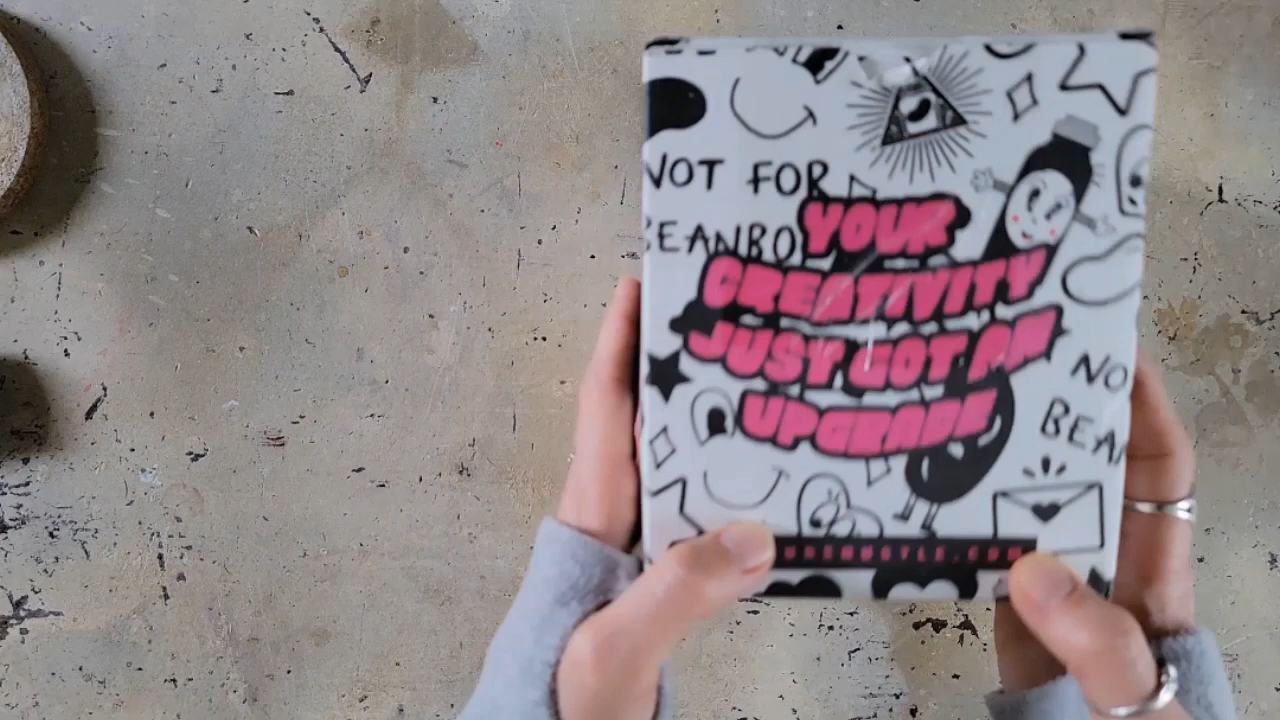 NOT FOR
YOUR
CREATIVITY
JUST GOT AN
UPGRADE
NO